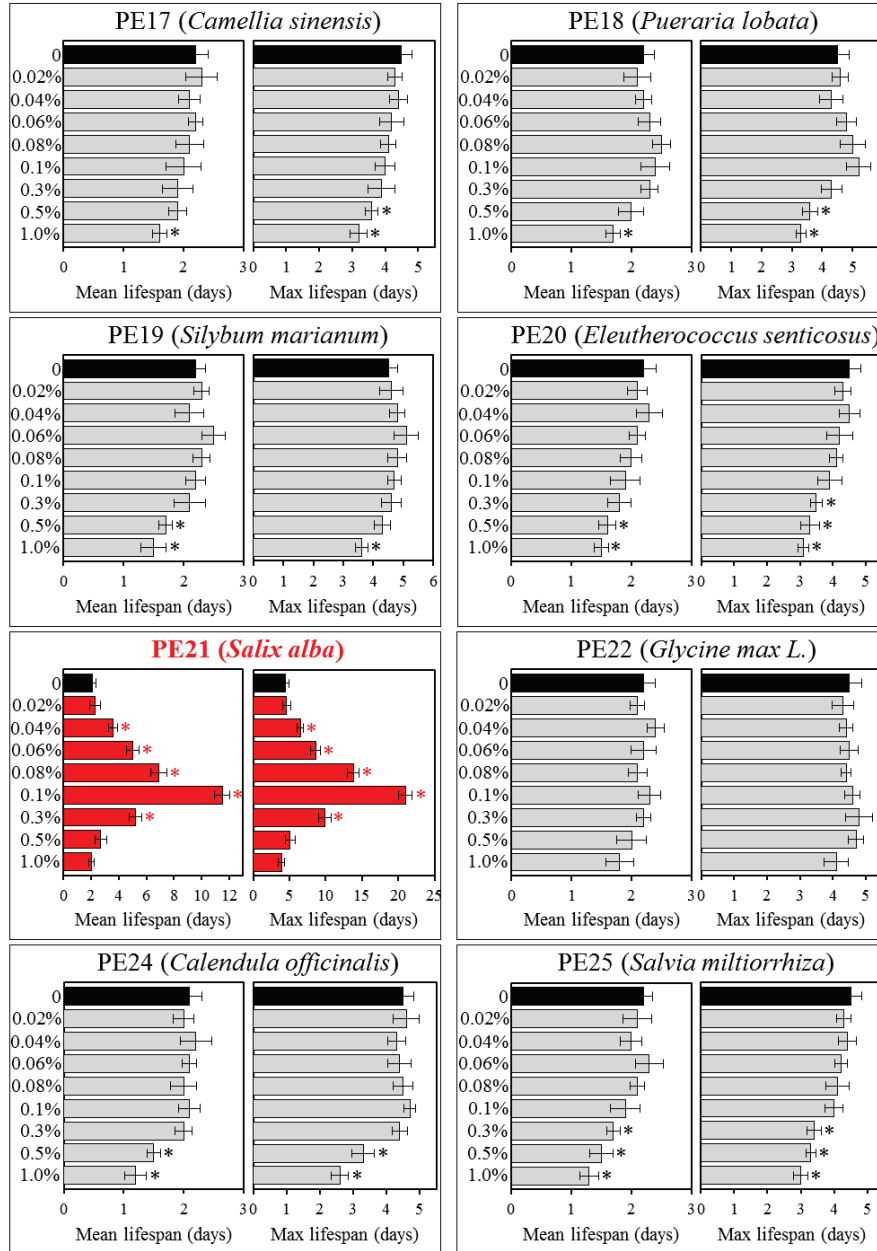 PE17 (Camellia sinensis)
0
0.02%
0.04%
0.06%
0.08%
0.1%
0.3%
0.5% *
1.0% * *
0 1 2 3 0 1 2 3 4 5
Mean lifespan (days) Max lifespan (days)
PE18 (Pueraria lobata)
0
0.02%
0.04%
0.06%
0.08%
0.1%
0.3%
0.5% *
1.0% * *
0 1 2 3 0 1 2 3 4 5
Mean lifespan (days) Max lifespan (days)
PE19 (Silybum marianum)
0
0.02%
0.04%
0.06%
0.08%
0.1%
0.3%
0.5% *
1.0% * *
0 1 2 3 0 1 2 3 4 5 6
Mean lifespan (days) Max lifespan (days)
PE20 (Eleutherococcus senticosus)
0
0.02%
0.04%
0.06%
0.08%
0.1%
0.3% *
0.5% * *
1.0% * *
0 1 2 3 0 1 2 3 4 5
Mean lifespan (days) Max lifespan (days)
PE21 (Salix alba)
0
0.02%
0.04% * *
0.06% * *
0.08% * *
0.1% * *
0.3% * *
0.5%
1.0%
0 2 4 6 8 10 12 0 5 10 15 20 25
Mean lifespan (days) Max lifespan (days)
PE22 (Glycine max L.)
0
0.02%
0.04%
0.06%
0.08%
0.1%
0.3%
0.5%
1.0%
0 1 2 3 0 1 2 3 4 5
Mean lifespan (days) Max lifespan (days)
PE24 (Calendula officinalis)
0
0.02%
0.04%
0.06%
0.08%
0.1%
0.3%
0.5% * *
1.0% * *
0 1 2 3 0 1 2 3 4 5 6
Mean lifespan (days) Max lifespan (days)
PE25 (Salvia miltiorrhiza)
0
0.02%
0.04%
0.06%
0.08%
0.1%
0.3% * *
0.5% * *
1.0% * *
0 1 2 3 0 1 2 3 4 5
Mean lifespan (days) Max lifespan (days)